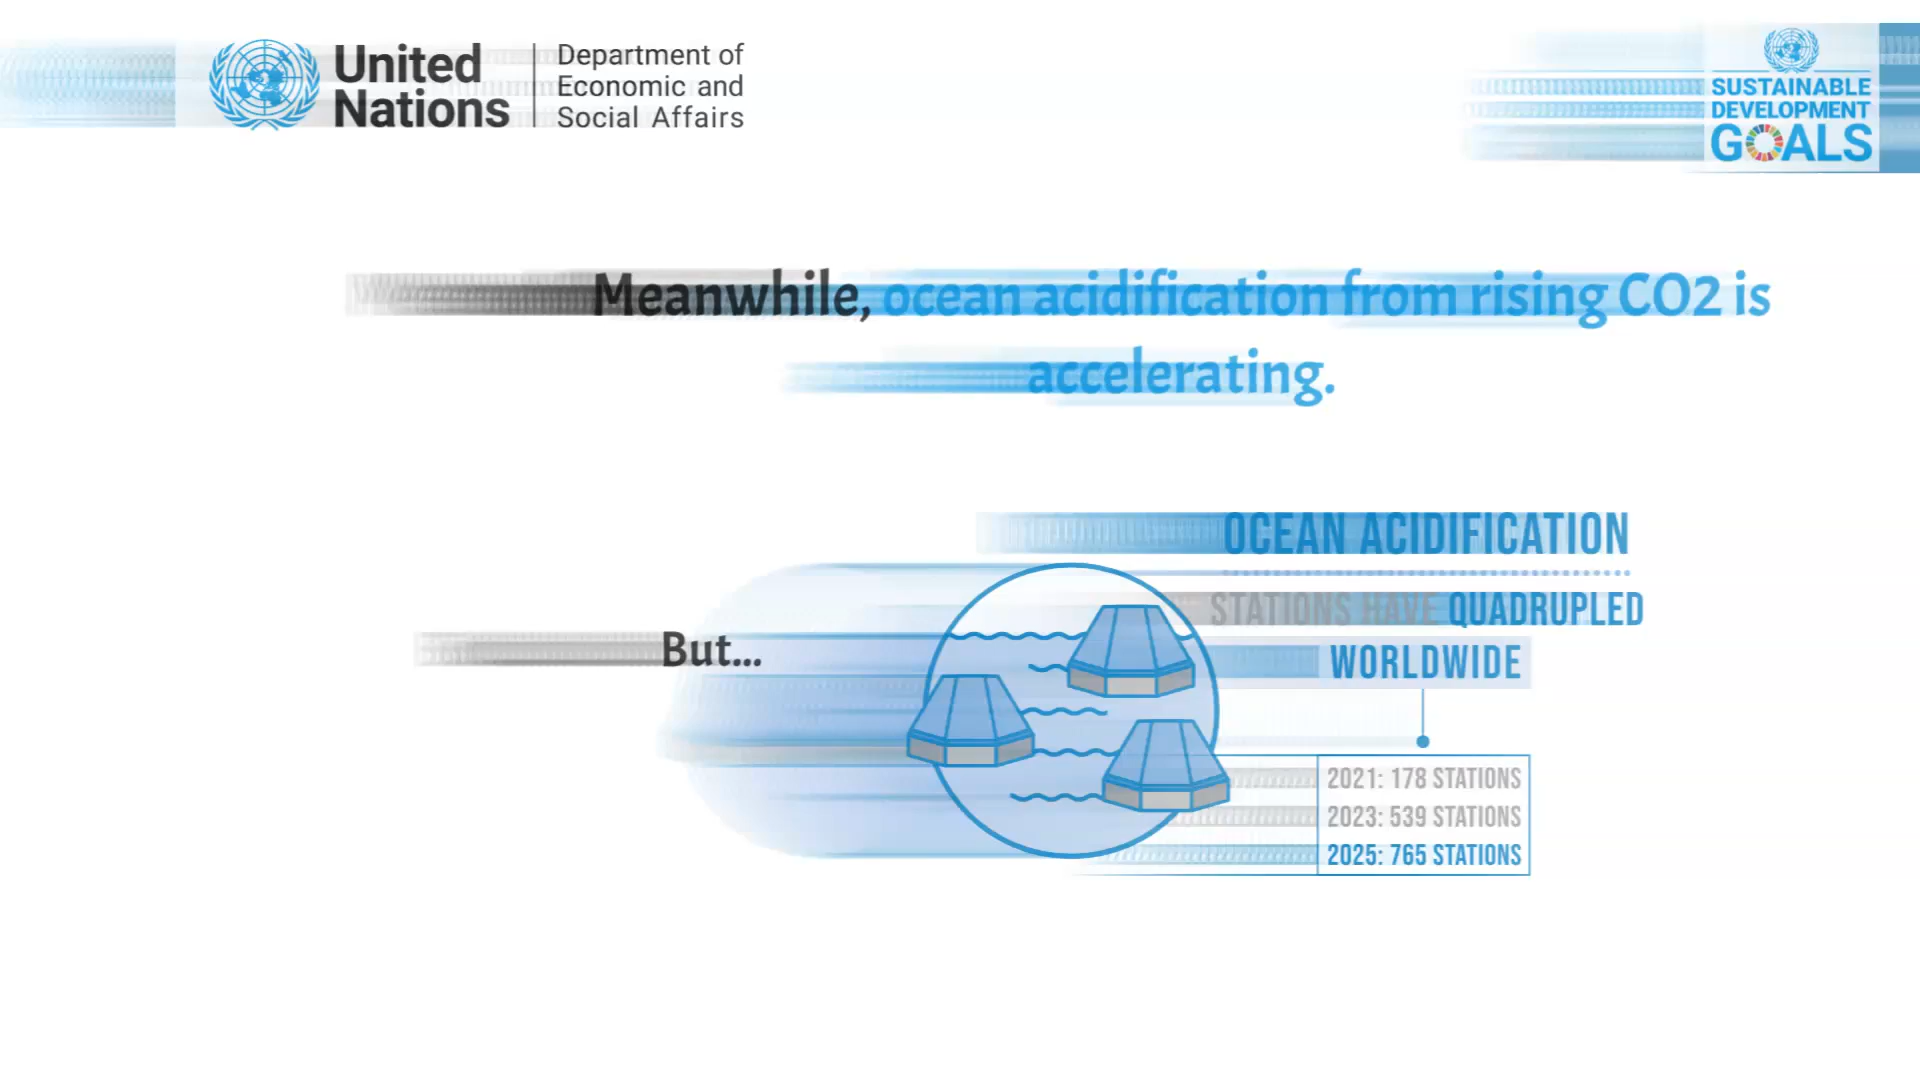 United
Nations
Department of
Economic and
Social Affairs
SUSTAINABLE
DEVELOPMENT
GOALS
Meanwhile, ocean acidification from rising CO2 is
accelerating.
But...
OCEAN ACIDIFICATION
STATIONS HAVE QUADRUPLED
WORLDWIDE
2021: 178 STATIONS
2023: 539 STATIONS
2025: 765 STATIONS